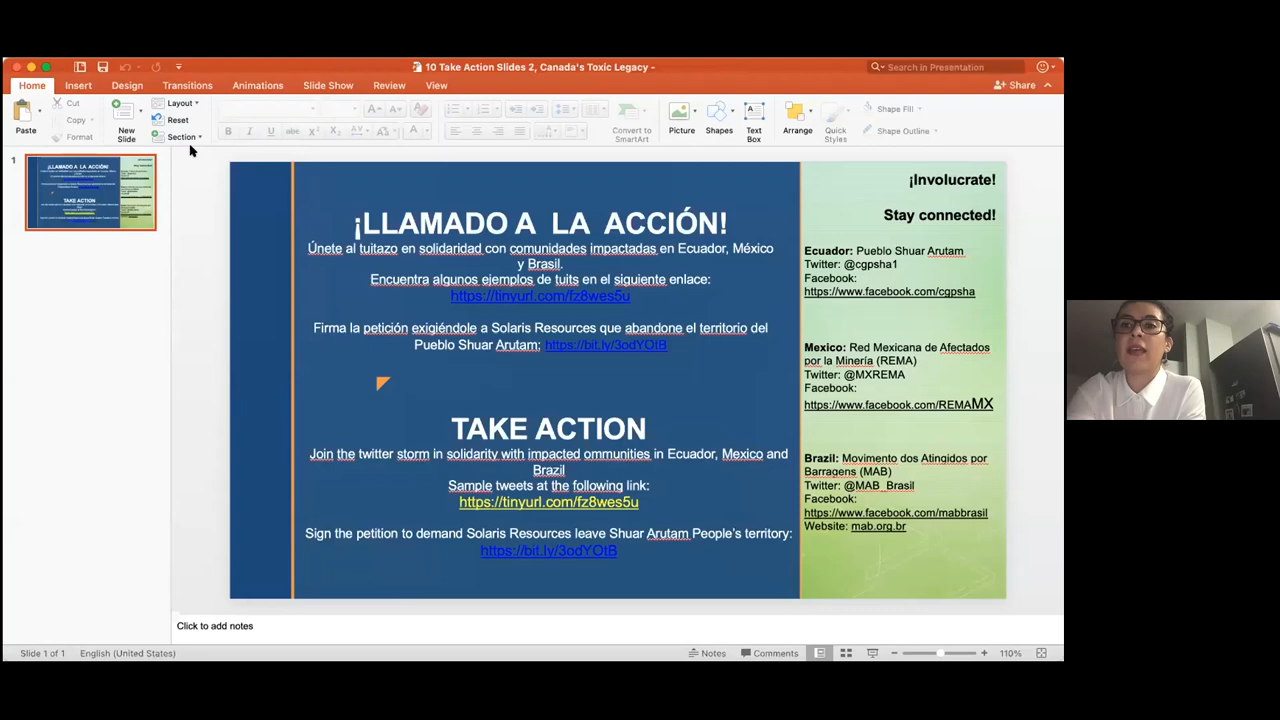 10 Take Action Slides 2, Canada's Toxic Legacy -
Search in Presentation
Home Insert Design Transitions Animations Slide Show Review View
Share
Paste
Cut
Copy
Format
New Slide
Layout
Reset
Section
Convert to SmartArt
Picture
Shapes
Text Box
Arrange
Quick Styles
Shape Fill
Shape Outline
1
¡LLAMADO A LA ACCIÓN!
Únete al tuitazo en solidaridad con comunidades impactadas en Ecuador, México
y Brasil.
Encuentra algunos ejemplos de tuits en el siguiente enlace:
https://tinyurl.com/fz8wes5u
Firma la petición exigiéndole a Solaris Resources que abandone el territorio del
Pueblo Shuar Arutam: https://bit.ly/3odYOtB
TAKE ACTION
Join the twitter storm in solidarity with impacted ommunities in Ecuador, Mexico and
Brazil
Sample tweets at the following link:
https://tinyurl.com/fz8wes5u
Sign the petition to demand Solaris Resources leave Shuar Arutam People's territory:
https://bit.ly/3odYOtB
¡Involucrate!
Stay connected!
Ecuador: Pueblo Shuar Arutam
Twitter: @cgpsha1
Facebook:
https://www.facebook.com/cgpsha
Mexico: Red Mexicana de Afectados
por la Minería (REMA)
Twitter: @MXREMA
Facebook:
https://www.facebook.com/REMAMX
Brazil: Movimento dos Atingidos por
Barragens (MAB)
Twitter: @MAB_Brasil
Facebook:
https://www.facebook.com/mabbrasil
Website: mab.org.br
Click to add notes
Slide 1 of 1 English (United States)
Notes Comments 110%